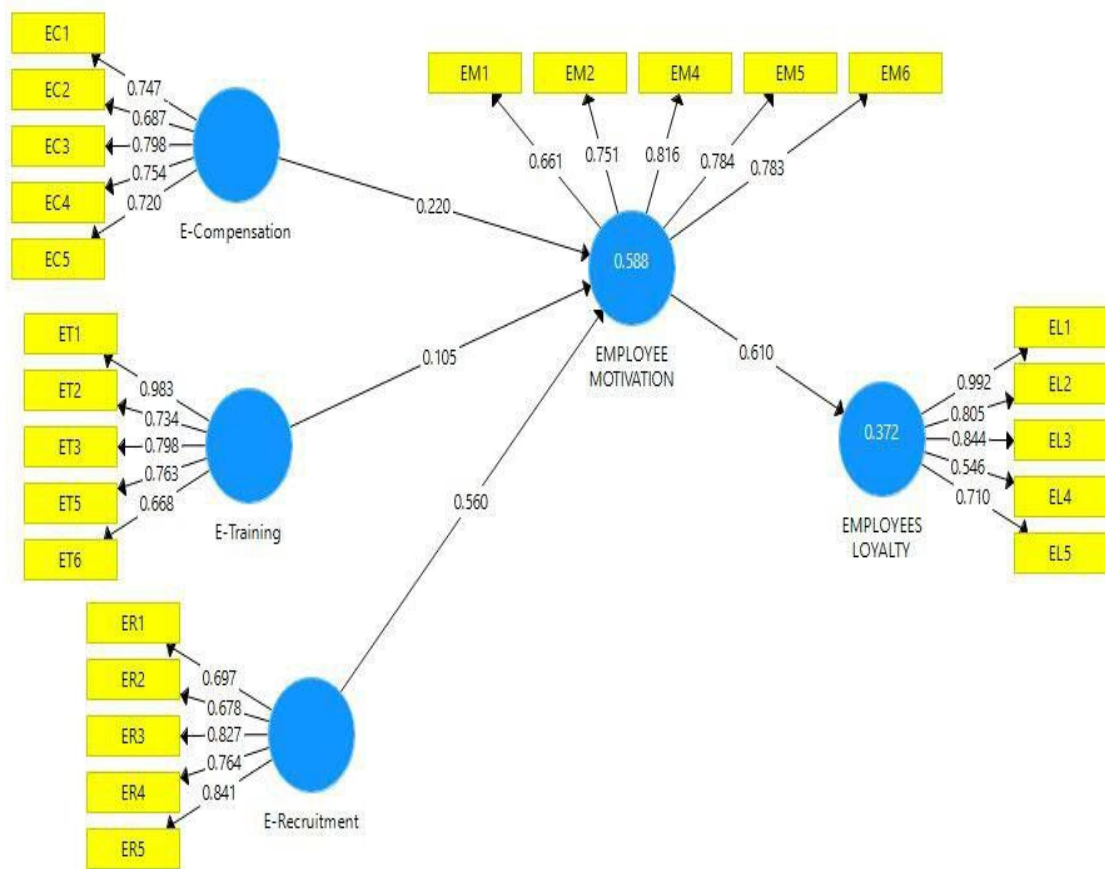 EC1
EC2
EC3
EC4
EC5
0.747
0.687
0.798
0.754
0.720
E-Compensation
0.220
EM1
EM2
EM4
EM5
EM6
0.661
0.751
0.816
0.784
0.783
0.588
EMPLOYEE
MOTIVATION
ET1
ET2
ET3
ET5
ET6
0.983
0.734
0.798
0.763
0.668
E-Training
0.105
0.610
0.372
EMPLOYEES
LOYALTY
EL1
EL2
EL3
EL4
EL5
0.992
0.805
0.844
0.546
0.710
ER1
ER2
ER3
ER4
ER5
0.697
0.678
0.827
0.764
0.841
E-Recruitment
0.560